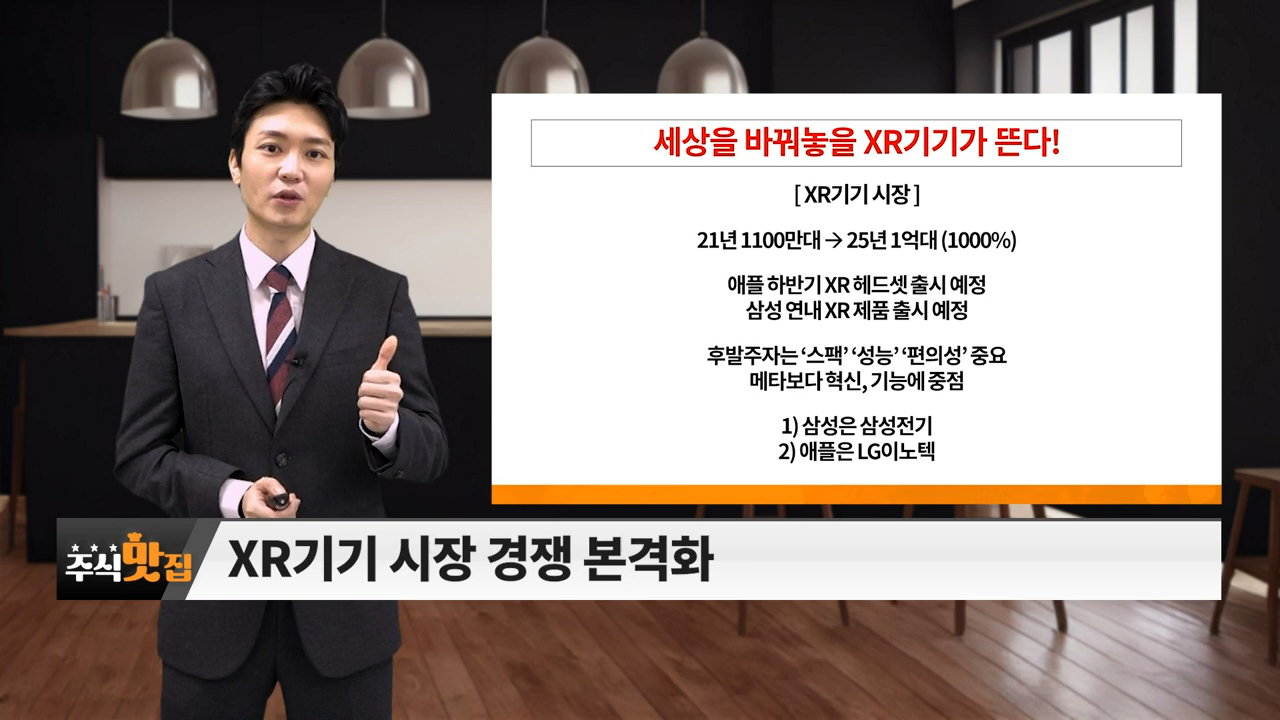 세상을 바꿔놓을 XR기기가 뜬다!
[ XR기기 시장 ]
21년 1100만대 → 25년 1억대 (1000%)
애플 하반기 XR 헤드셋 출시 예정
삼성 연내 XR 제품 출시 예정
후발주자는 ‘스팩’ ‘성능’ ‘편의성’ 중요
메타보다 혁신, 기능에 중점
1) 삼성은 삼성전기
2) 애플은 LG이노텍
주식맛집
XR기기 시장 경쟁 본격화